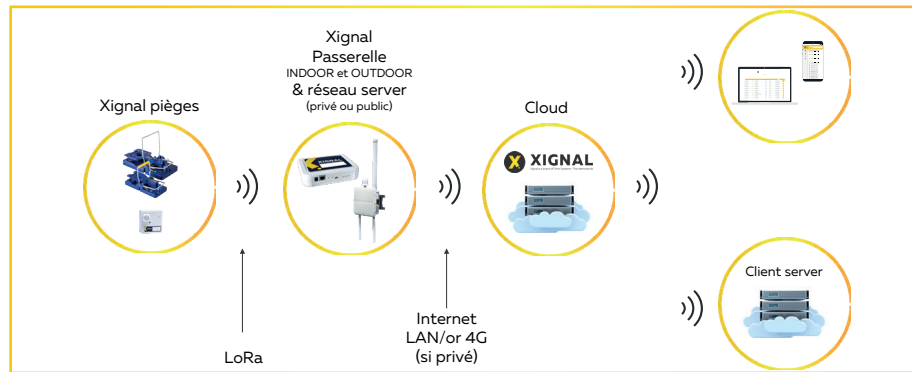 Xignal pièges
Xignal
Passerelle
INDOOR et OUTDOOR
& réseau server
(privé ou public)
XIGNAL
Cloud
X XIGNAL
Client server
LoRa
Internet
LAN/or 4G
(si privé)